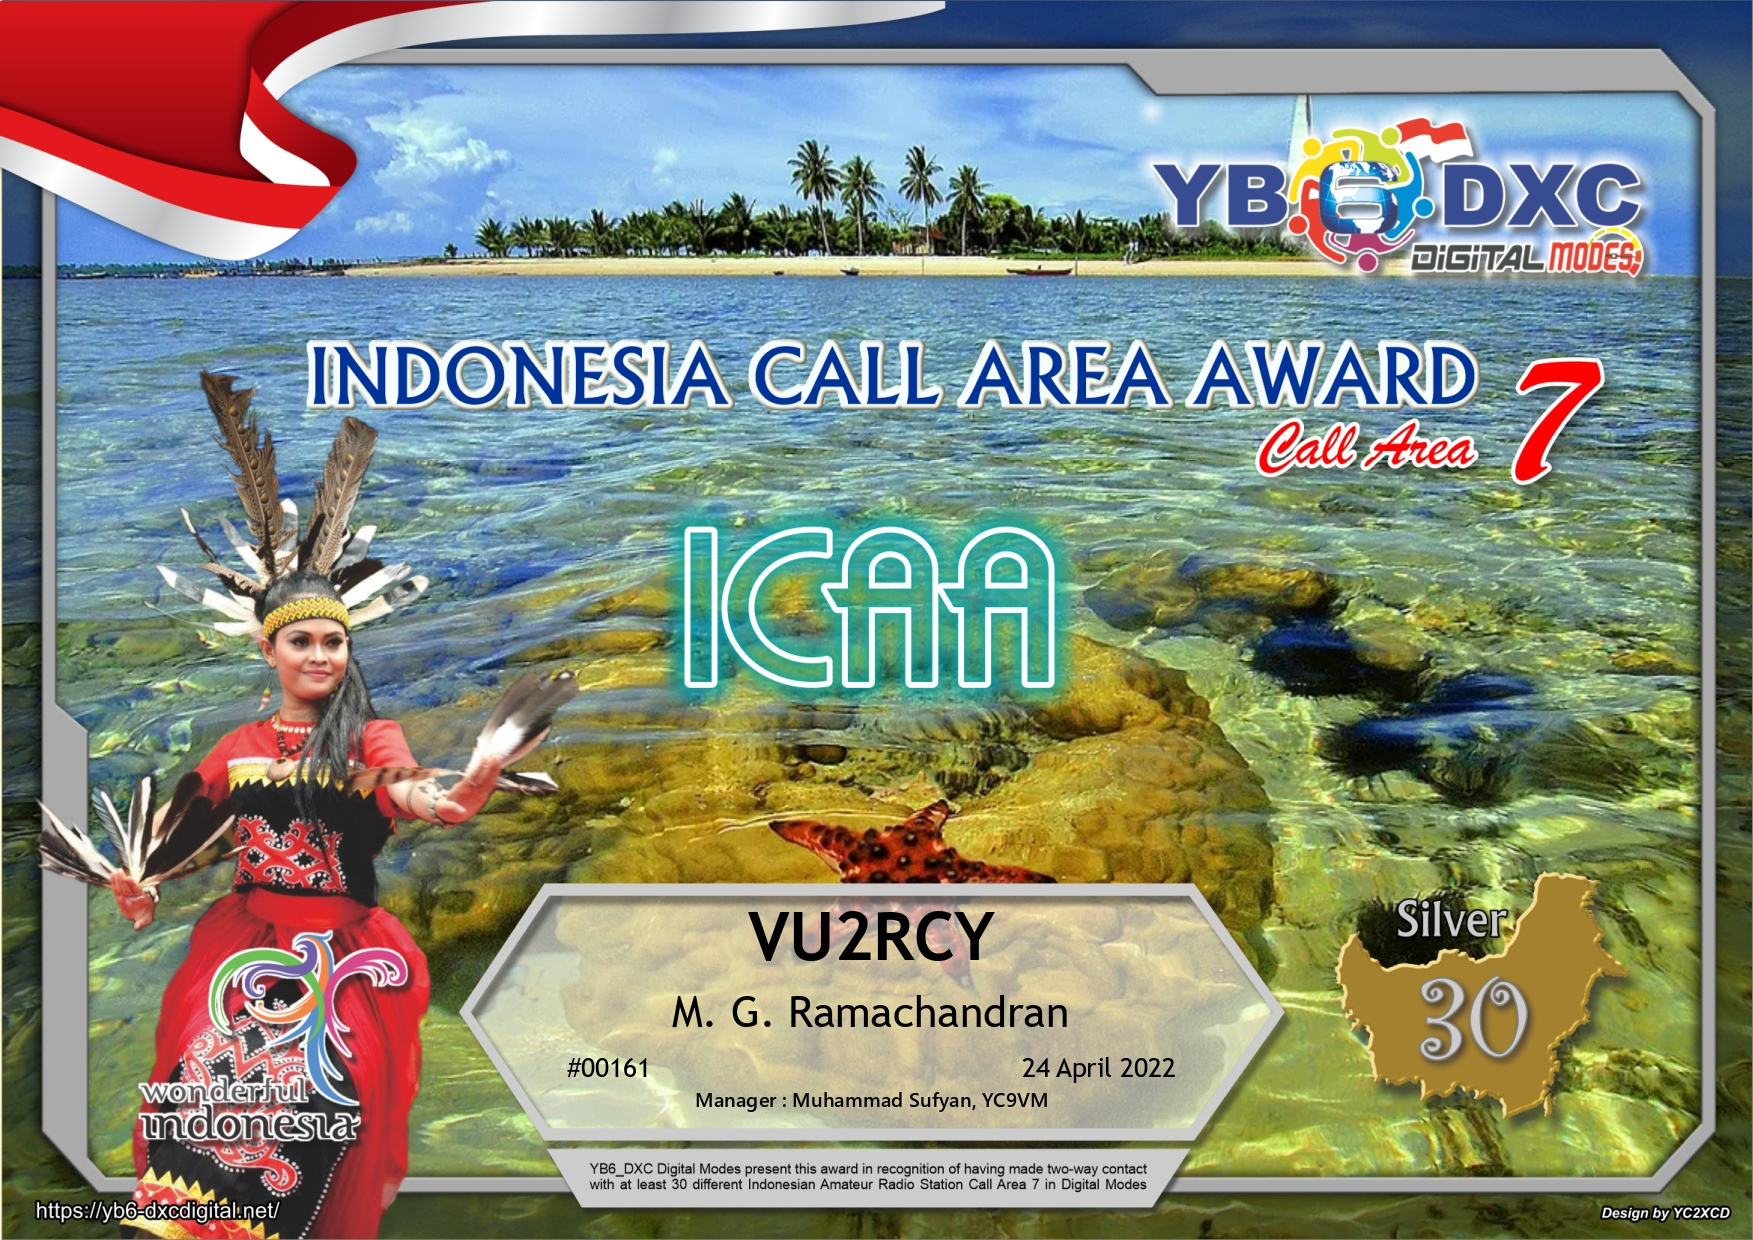 YB6DXC
DIGITAL MODES
INDONESIA CALL AREA AWARD
Call Area 7
ICAA
Silver
30
VU2RCY
M. G. Ramachandran
#00161 24 April 2022
Manager : Muhammad Sufyan, YC9VM
wonderful
indonesia
YB6_DXC Digital Modes present this award in recognition of having made two-way contact
with at least 30 different Indonesian Amateur Radio Station Call Area 7 in Digital Modes
https://yb6-dxcdigital.net/
Design by YC2XCD